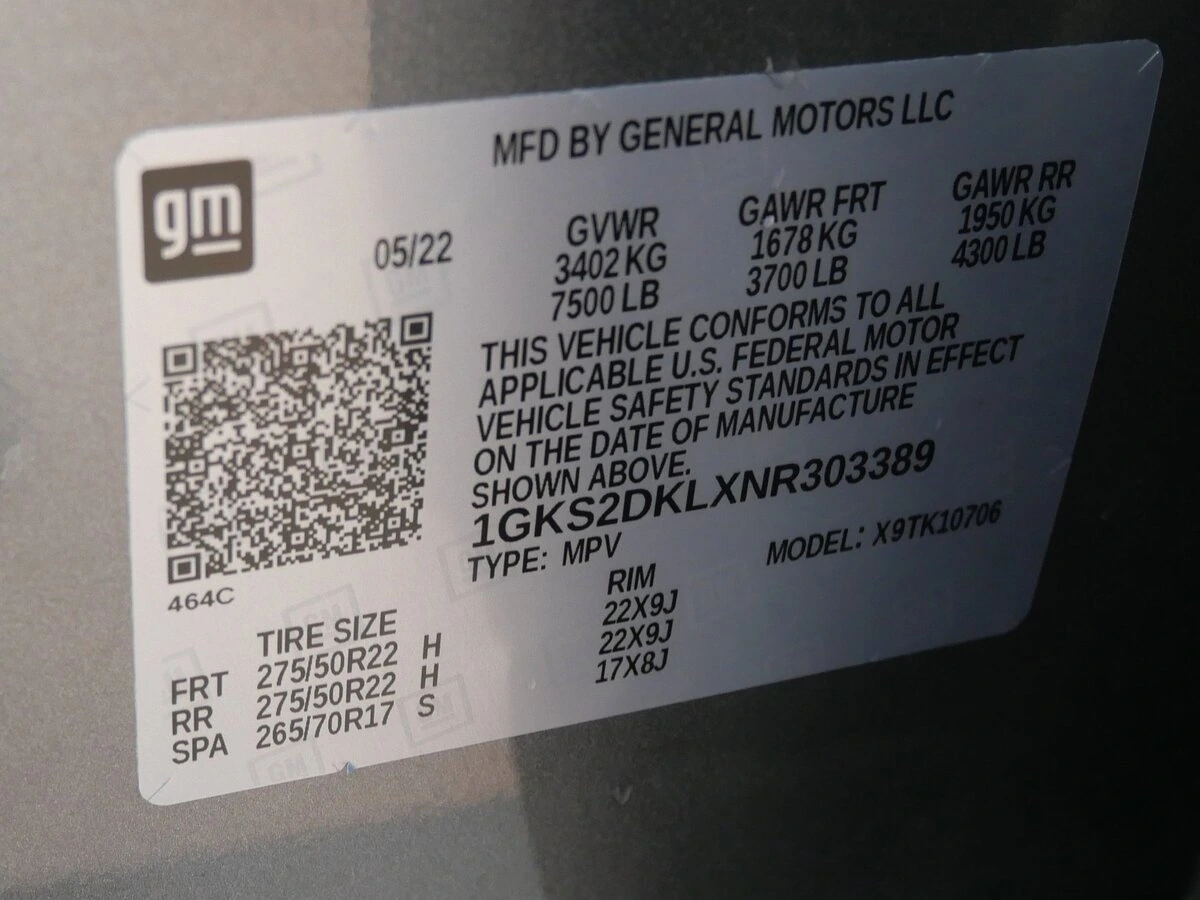 MFD BY GENERAL MOTORS LLC
gm
05/22
GVWR GAWR FRT GAWR RR
3402 KG 1678 KG 1950 KG
7500 LB 3700 LB 4300 LB
THIS VEHICLE CONFORMS TO ALL
APPLICABLE U.S. FEDERAL MOTOR
VEHICLE SAFETY STANDARDS IN EFFECT
ON THE DATE OF MANUFACTURE
SHOWN ABOVE.
1GKS2DKLXNR303389
TYPE: MPV MODEL: X9TK10706
464C
TIRE SIZE RIM
FRT 275/50R22 H 22X9J
RR 275/50R22 H 22X9J
SPA 265/70R17 S 17X8J